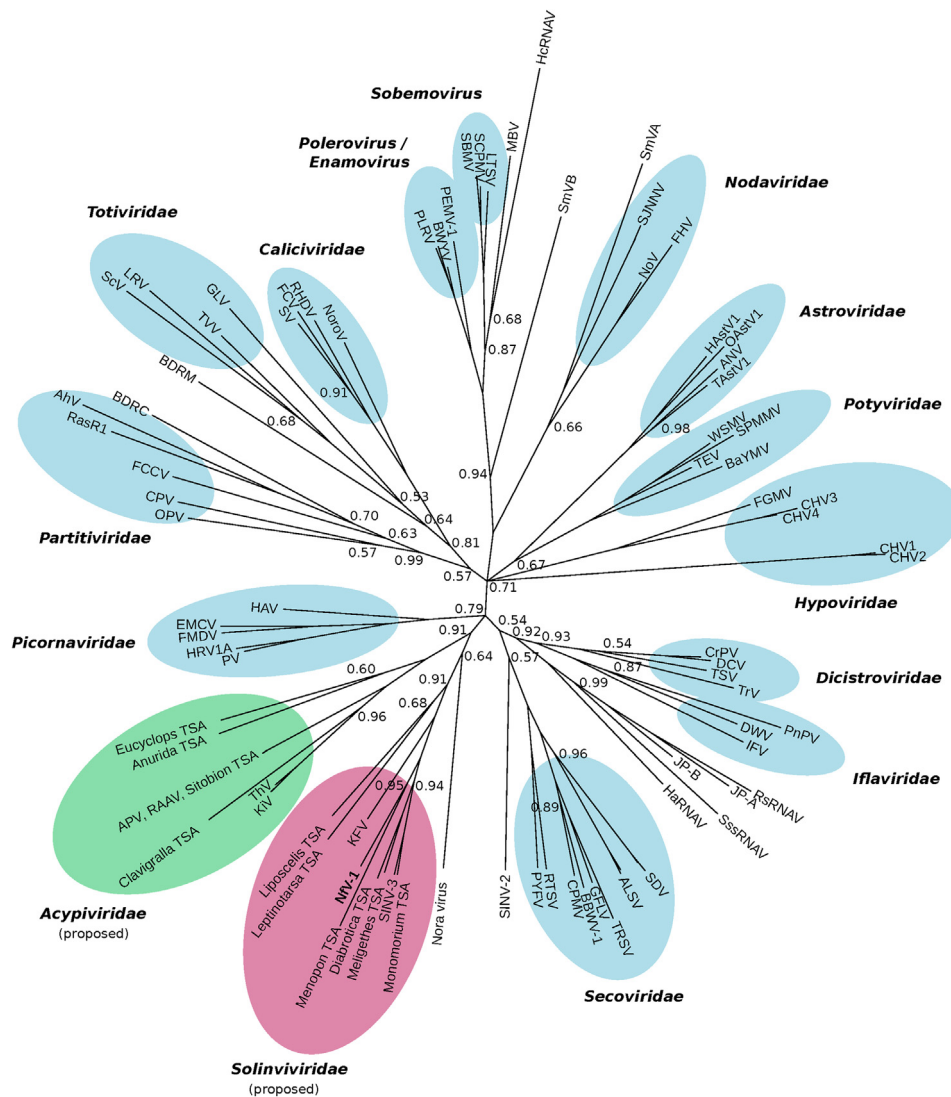 HcRNAV
Sobemovirus
SBMV
SCPMV
LTSV
MBV
SmVA
Polerovirus /
Enamovirus
PLRV
BWYV
PEMV-1
SmVB
Nodaviridae
SJNNV
NoV
FHV
Totiviridae
LRV
ScV
TVV
GLV
Caliciviridae
RHDV
FCV
SV
NoroV
0.68
0.87
Astroviridae
HAstV1
OAstV1
ANV
TAstV1
BDRM
0.91
0.68
0.66
0.98
Potyviridae
WSMV
SPMMV
TEV
BaYMV
AhV
BDRC
RasR1
FCCV
CPV
OPV
Partitiviridae
0.94
0.53
0.64
0.70
0.63
0.81
0.57
0.99
0.57
0.67
0.71
FGMV
CHV3
CHV4
CHV1
CHV2
Hypoviridae
Picornaviridae
HAV
EMCV
FMDV
HRV1A
PV
0.79
0.91
0.54
0.92
0.93
0.54
0.64
0.57
0.87
0.99
CrPV
DCV
TSV
TrV
Dicistroviridae
0.60
0.91
0.68
0.96
PnPV
DWV
IFV
Iflaviridae
Eucyclops TSA
Anurida TSA
APV, RAAV, Sitobion TSA
ThV
KiV
Clavigralla TSA
Acypiviridae
(proposed)
0.95
0.94
0.96
0.89
JP-B
JP-A
RsRNAV
HaRNAV
SssRNAV
Liposcelis TSA
Leptinotarsa TSA
KFV
NfV-1
Menopon TSA
Diabrotica TSA
Meligethes TSA
SINV-3
Monomorium TSA
Nora virus
SINV-2
PYFV
RTSV
CPMV
BBWV-1
GFLV
TRSV
ALSV
SDV
Secoviridae
Solinviviridae
(proposed)